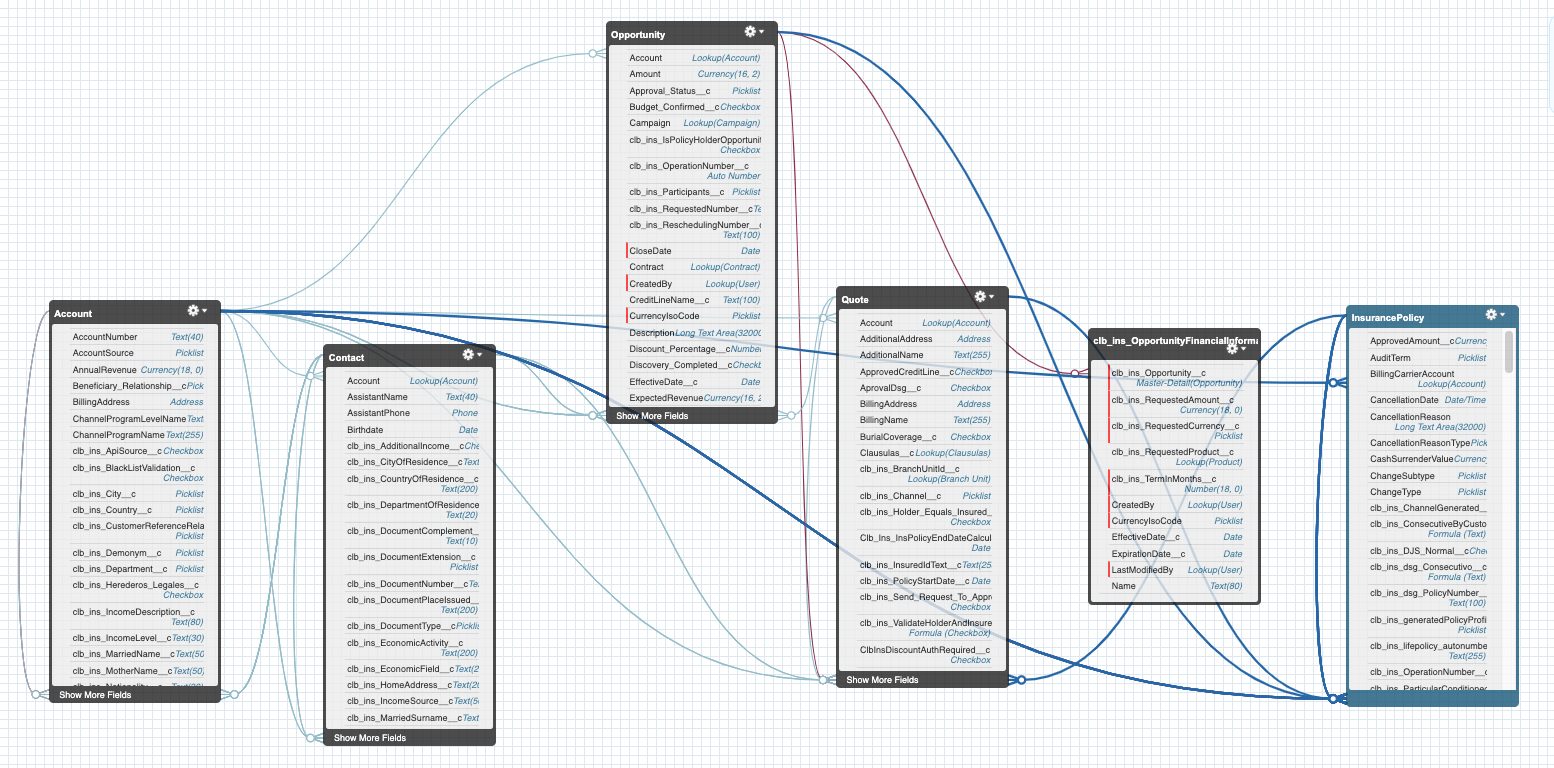 Opportunity
Account Lookup(Account)
Amount Currency(16, 2)
Approval_Status__c Picklist
Budget_Confirmed__c Checkbox
Campaign Lookup(Campaign)
clb_ins_IsPolicyHolderOpportunit
Checkbox
clb_ins_OperationNumber__c
Auto Number
clb_ins_Participants__c Picklist
clb_ins_RequestedNumber__c Te
clb_ins_ReschedulingNumber__c
Text(100)
CloseDate Date
Contract Lookup(Contract)
CreatedBy Lookup(User)
CreditLineName__c Text(100)
CurrencyIsoCode Picklist
Description Long Text Area(32000
Discount_Percentage__c Number
Discovery_Completed__c Checkb
EffectiveDate__c Date
ExpectedRevenue Currency(16, 2
Show More Fields
Account
AccountNumber Text(40)
AccountSource Picklist
AnnualRevenue Currency(18, 0)
Beneficiary_Relationship__c Pick
BillingAddress Address
ChannelProgramLevelName Text
ChannelProgramName Text(255)
clb_ins_ApiSource__c Checkbox
clb_ins_BlackListValidation__c
Checkbox
clb_ins_City__c Picklist
clb_ins_Country__c Picklist
clb_ins_CustomerReferenceRela
Picklist
clb_ins_Demonym__c Picklist
clb_ins_Department__c Picklist
clb_ins_Herederos_Legales__c
Checkbox
clb_ins_IncomeDescription__c
Text(80)
clb_ins_IncomeLevel__c Text(30)
clb_ins_MarriedName__c Text(50
clb_ins_MotherName__c Text(50)
Show More Fields
Contact
Account Lookup(Account)
AssistantName Text(40)
AssistantPhone Phone
Birthdate Date
clb_ins_AdditionalIncome__c Che
clb_ins_CityOfResidence__c Text
clb_ins_CountryOfResidence__c
Text(200)
clb_ins_DepartmentOfResidence
Text(20)
clb_ins_DocumentComplement__
Text(10)
clb_ins_DocumentExtension__c
Picklist
clb_ins_DocumentNumber__c Te
clb_ins_DocumentPlaceIssued__
Text(200)
clb_ins_DocumentType__c Picklis
clb_ins_EconomicActivity__c
Text(200)
clb_ins_EconomicField__c Text(2
clb_ins_HomeAddress__c Text(20
clb_ins_IncomeSource__c Text(5
clb_ins_MarriedSurname__c Text
Show More Fields
Quote
Account Lookup(Account)
AdditionalAddress Address
AdditionalName Text(255)
ApprovedCreditLine__c Checkbox
AprovalDsg__c Checkbox
BillingAddress Address
BillingName Text(255)
BurialCoverage__c Checkbox
Clausulas__c Lookup(Clausulas)
clb_ins_BranchUnitId__c
Lookup(Branch Unit)
clb_ins_Channel__c Picklist
clb_ins_Holder_Equals_Insured_
Checkbox
Clb_Ins_InsPolicyEndDateCalcul
Date
clb_ins_InsuredIdText__c Text(25
clb_ins_PolicyStartDate__c Date
clb_ins_Send_Request_To_Appr
Checkbox
clb_ins_ValidateHolderAndInsure
Formula (Checkbox)
ClbInsDiscountAuthRequired__c
Checkbox
Show More Fields
clb_ins_OpportunityFinancialInforma
clb_ins_Opportunity__c
Master-Detail(Opportunity)
clb_ins_RequestedAmount__c
Currency(18, 0)
clb_ins_RequestedCurrency__c
Picklist
clb_ins_RequestedProduct__c
Lookup(Product)
clb_ins_TermInMonths__c
Number(18, 0)
CreatedBy Lookup(User)
CurrencyIsoCode Picklist
EffectiveDate__c Date
ExpirationDate__c Date
LastModifiedBy Lookup(User)
Name Text(80)
InsurancePolicy
ApprovedAmount__c Currenc
AuditTerm Picklist
BillingCarrierAccount
Lookup(Account)
CancellationDate Date/Time
CancellationReason
Long Text Area(32000)
CancellationReasonType Pick
CashSurrenderValue Currenc
ChangeSubtype Picklist
ChangeType Picklist
clb_ins_ChannelGenerated__
clb_ins_ConsecutiveByCusto
Formula (Text)
clb_ins_DJS_Normal__c Chec
clb_ins_dsg_Consecutivo__c
Formula (Text)
clb_ins_dsg_PolicyNumber__
Text(100)
clb_ins_generatedPolicyProfi
Picklist
clb_ins_lifepolicy_autonumbe
Text(255)
clb_ins_OperationNumber__c
clb_ins_ParticularConditione